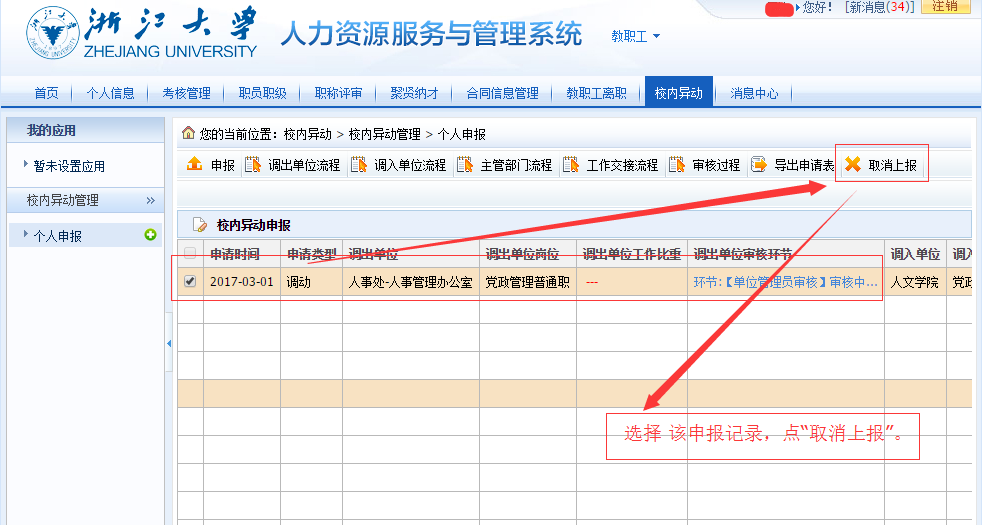 浙江大学
ZHEJIANG UNIVERSITY
人力资源服务与管理系统
教职工
您好! [新消息(34)] 注销
首页 个人信息 考核管理 职员职级 职称评审 聚贤纳才 合同信息管理 教职工离职 校内异动 消息中心
我的应用
暂未设置应用
校内异动管理 »
个人申报
您的当前位置: 校内异动 > 校内异动管理 > 个人申报
申报 调出单位流程 调入单位流程 主管部门流程 工作交接流程 审核过程 导出申请表 取消上报
校内异动申报
申请时间 申请类型 调出单位 调出单位岗位 调出单位工作比重 调出单位审核环节 调入单位 调入
2017-03-01 调动 人事处-人事管理办公室 党政管理普通职 --- 环节:【单位管理员审核】审核中... 人文学院 党政
选择 该申报记录，点“取消上报”。